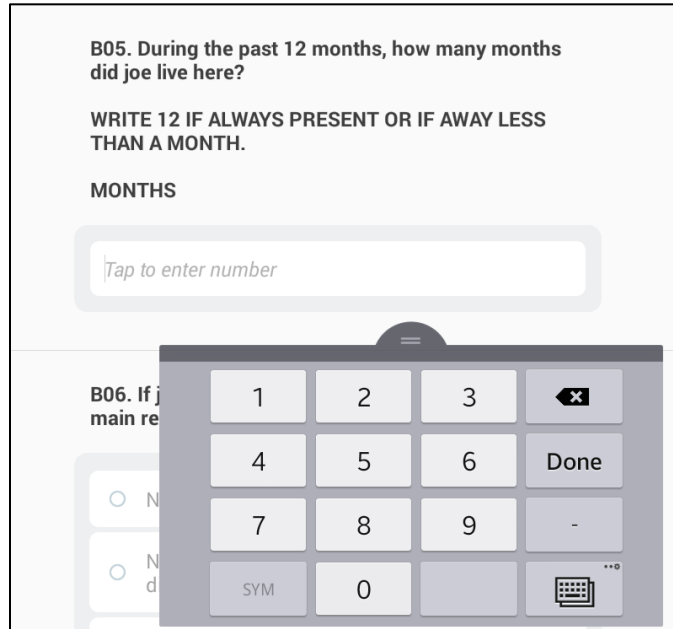 B05. During the past 12 months, how many months
did joe live here?
WRITE 12 IF ALWAYS PRESENT OR IF AWAY LESS
THAN A MONTH.
MONTHS
Tap to enter number
B06. If j
main re
N
N
d
1 2 3
4 5 6 Done
7 8 9 -
SYM 0